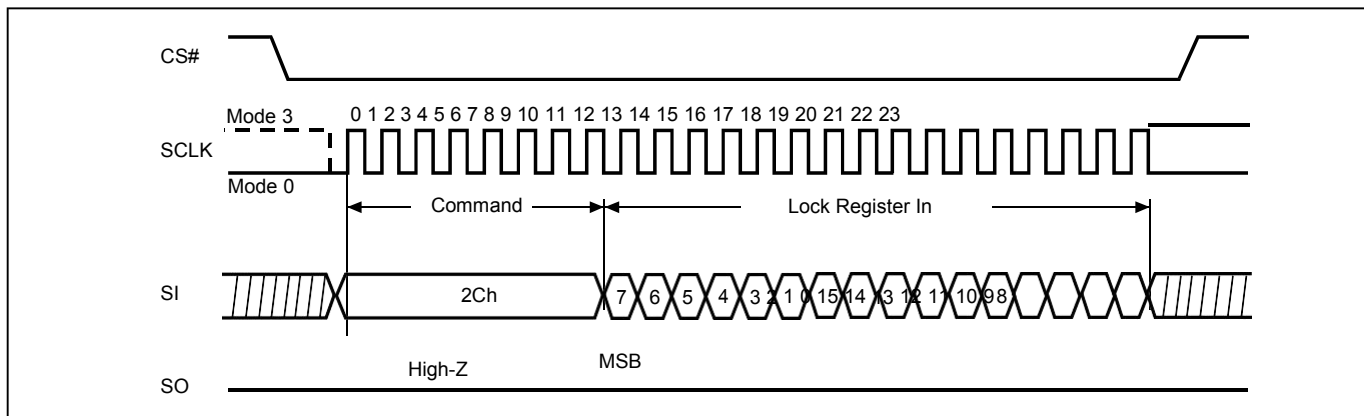 CS#
Mode 3
0 1 2 3 4 5 6 7 8 9 10 11 12 13 14 15 16 17 18 19 20 21 22 23
SCLK
Mode 0
Command
Lock Register In
SI
2Ch
7 6 5 4 3 2 1 0 15 14 13 12 11 10 9 8
High-Z
MSB
SO